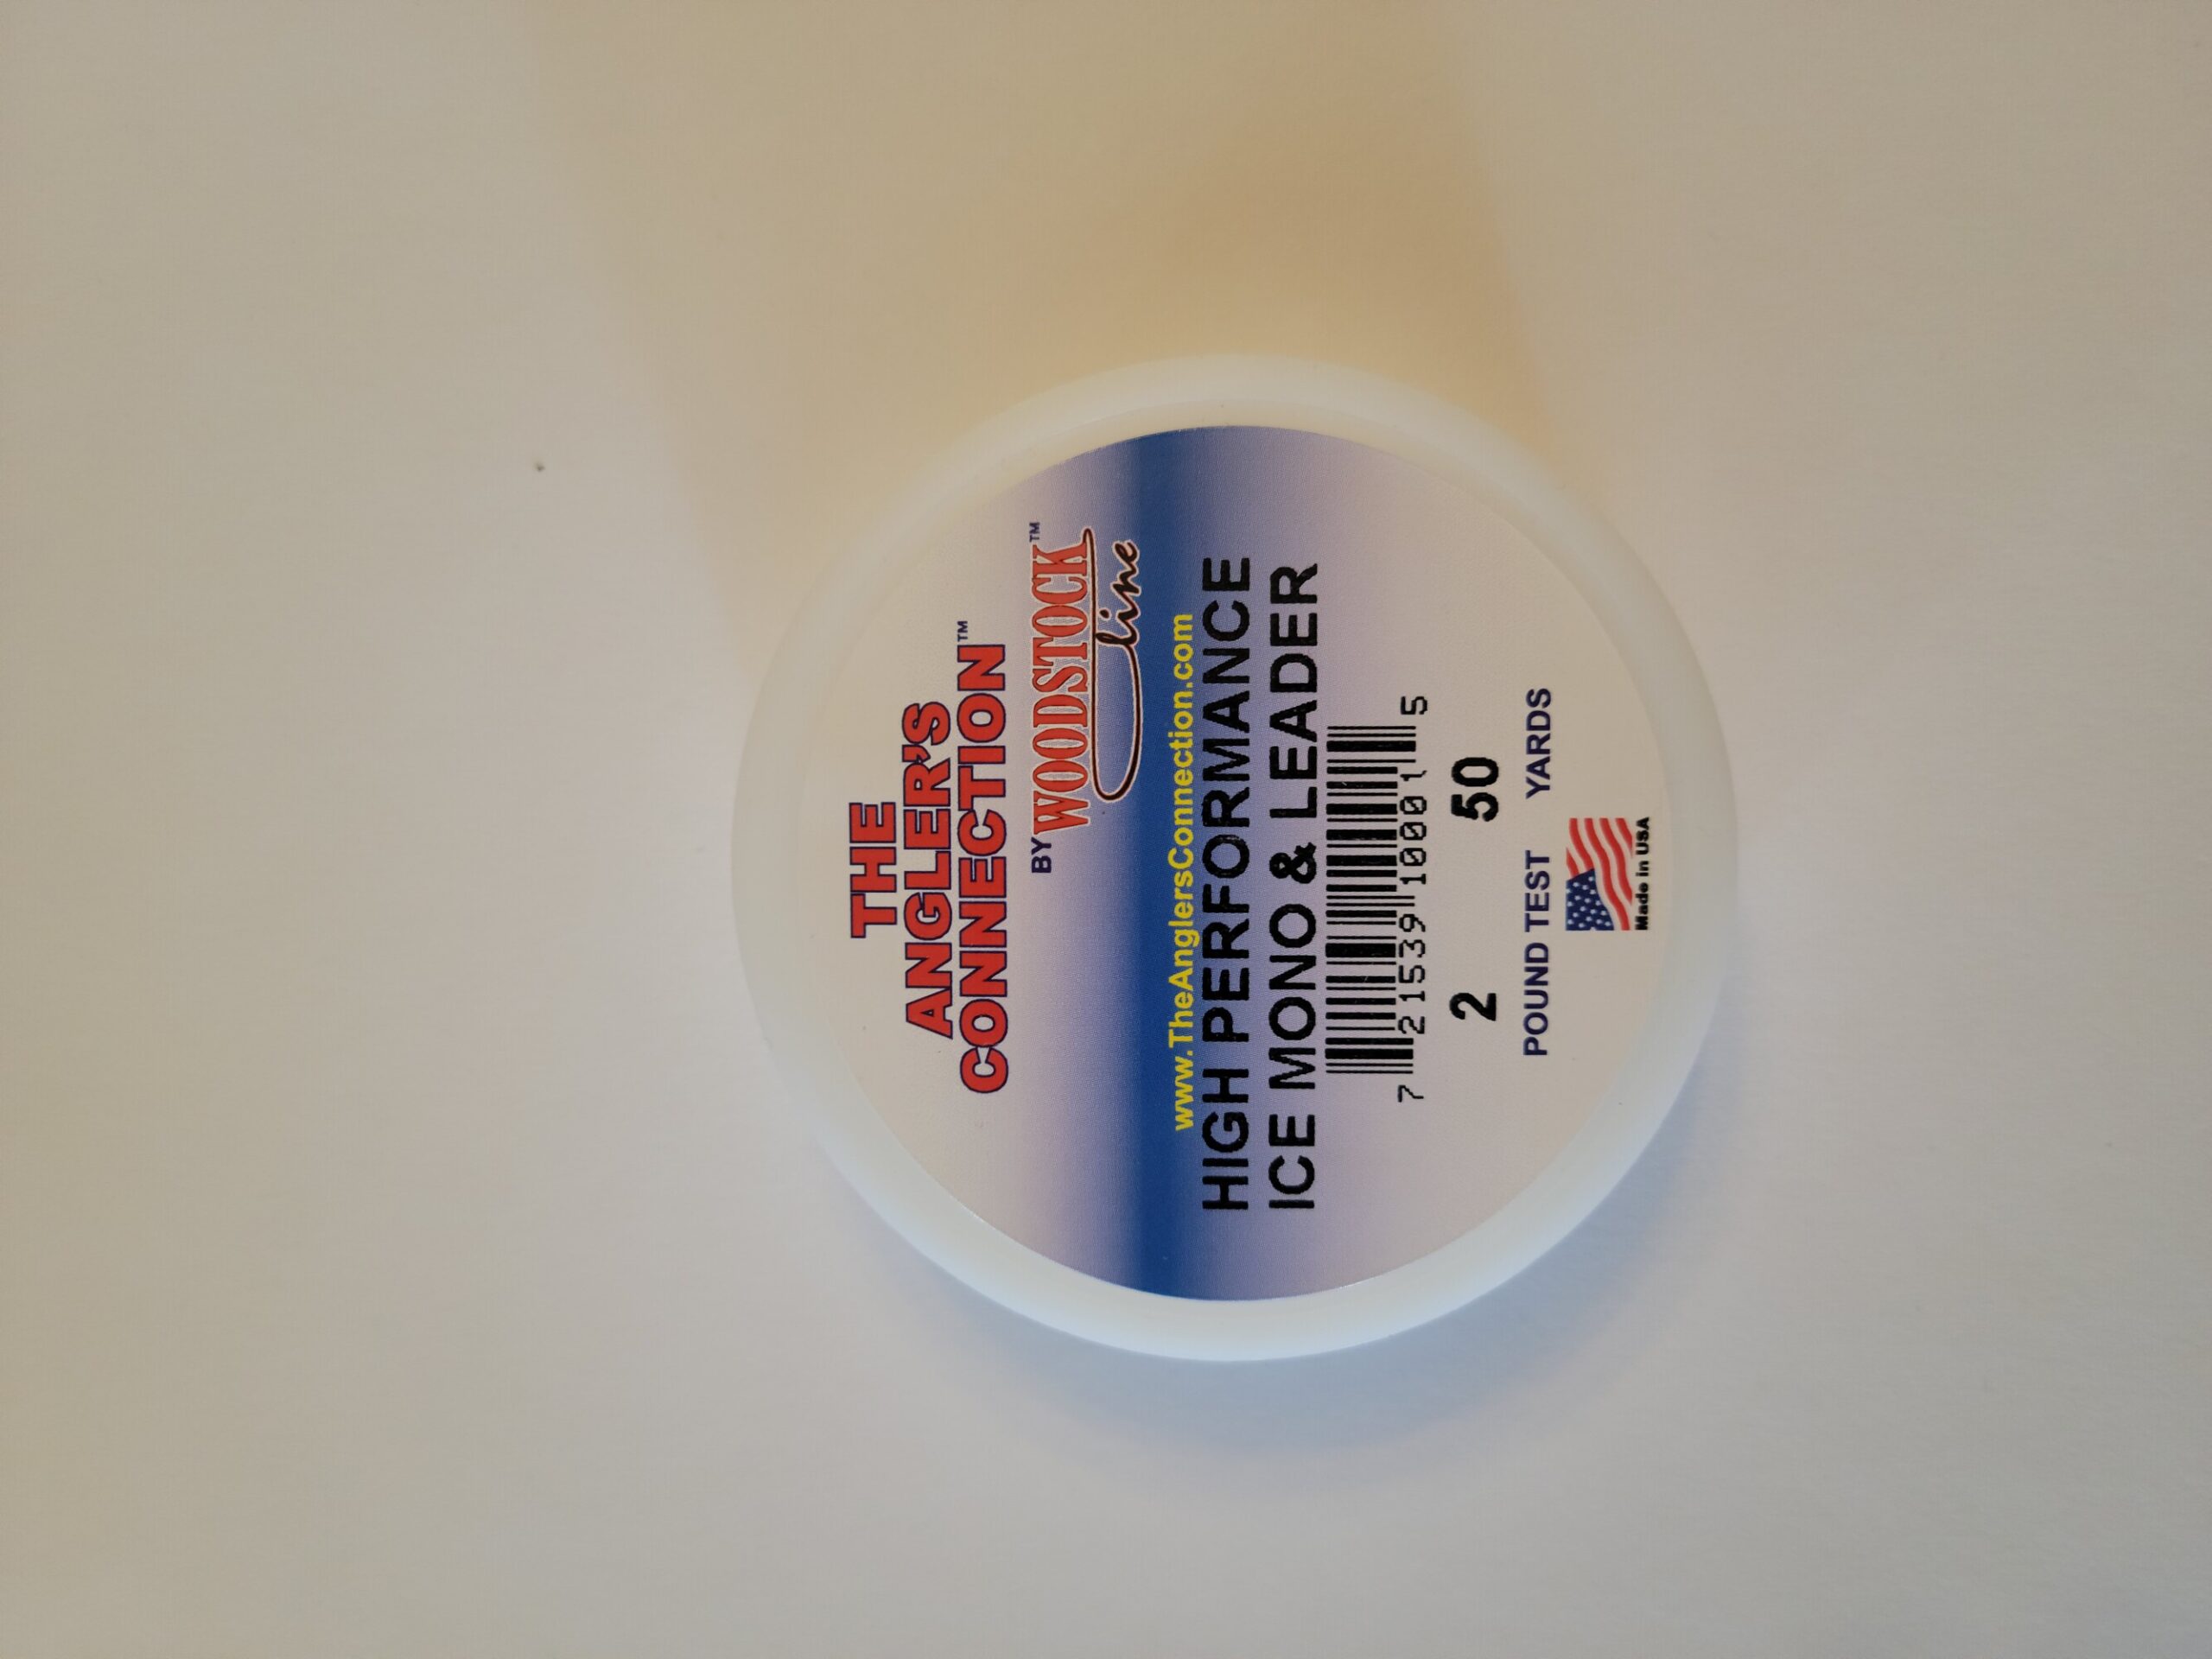 THE
ANGLER'S
CONNECTION™
BY WOODSTOCK™
line
www.TheAnglersConnection.com
HIGH PERFORMANCE
ICE MONO & LEADER
7 21539 10001 5
2 50
POUND TEST YARDS
Made in USA